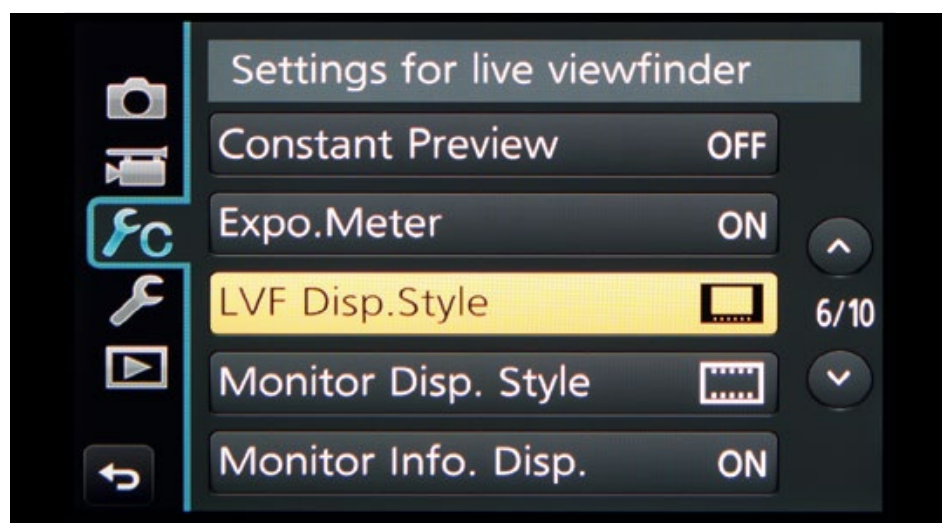 Settings for live viewfinder
Constant Preview OFF
Expo.Meter ON
C
LVF Disp.Style
6/10
Monitor Disp. Style
Monitor Info. Disp. ON